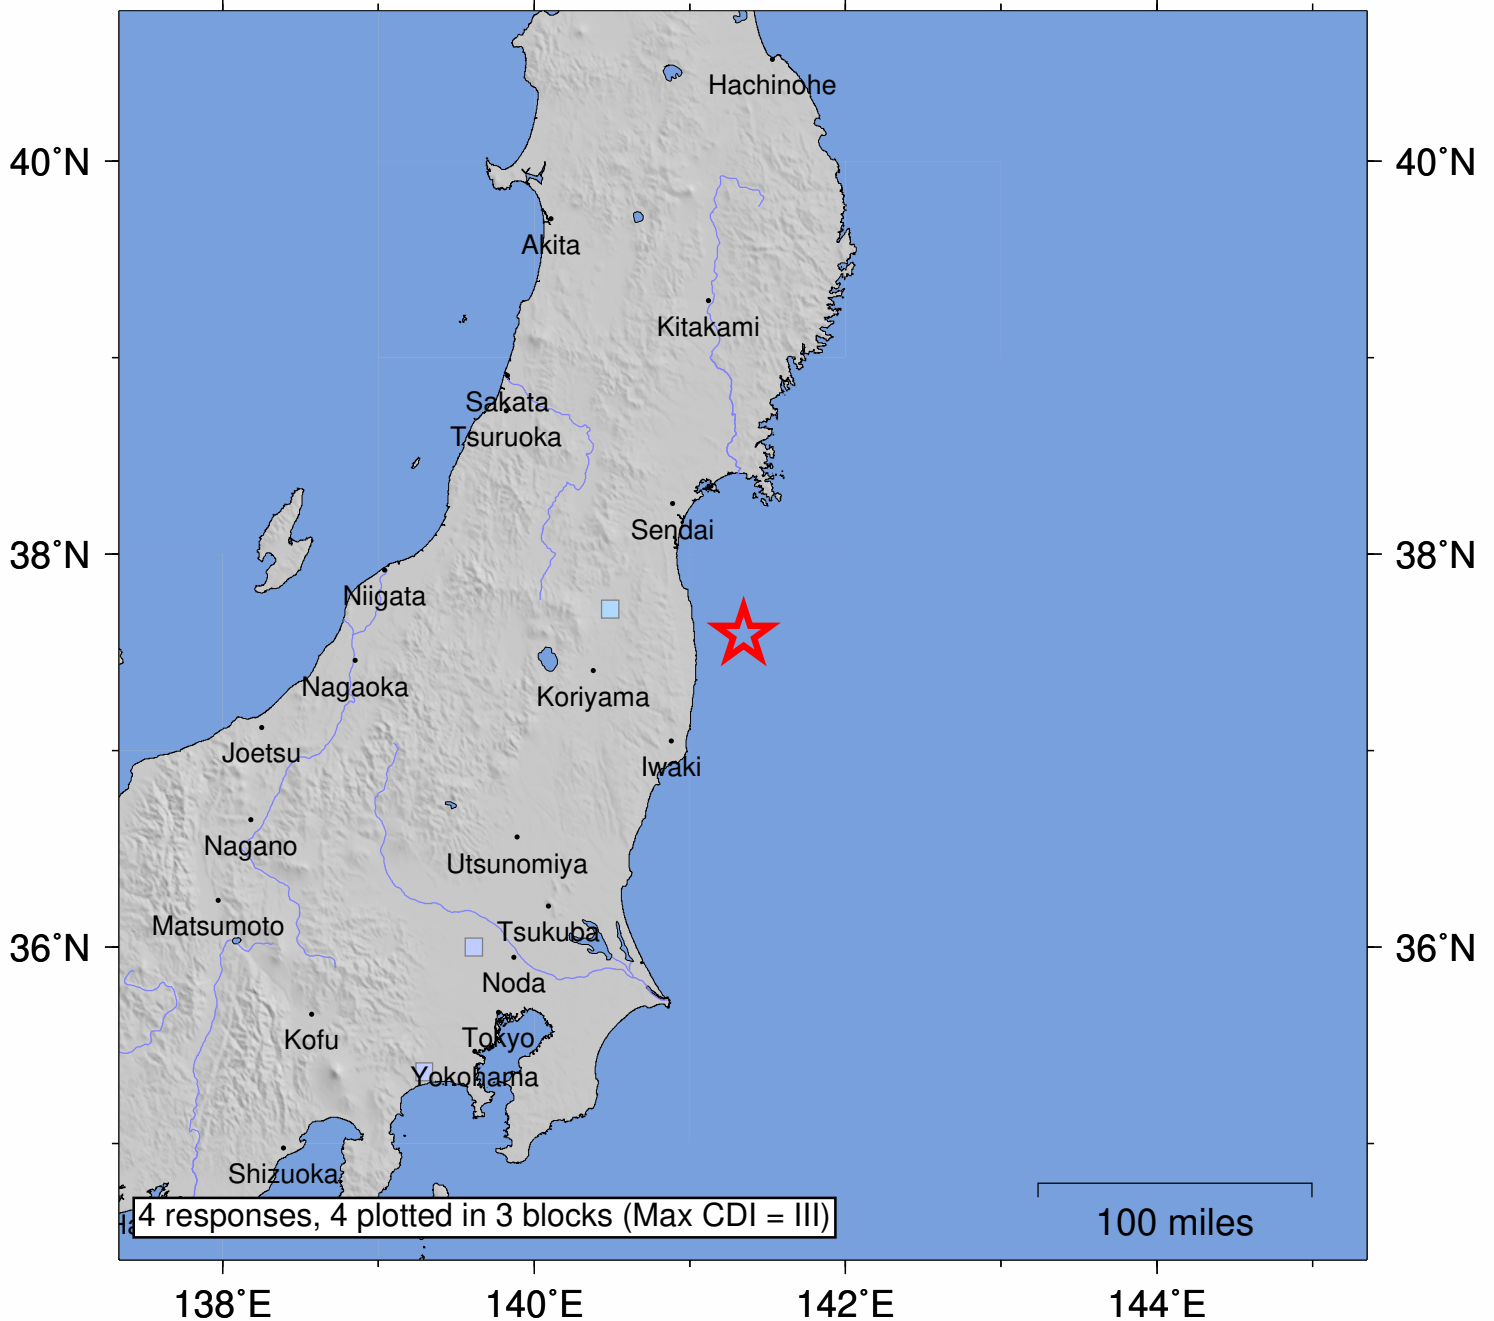 Hachinohe
40°N
40°N
Akita
Kitakami
Sakata
Tsuruoka
Sendai
38°N
38°N
Niigata
Nagaoka
Koriyama
Joetsu
Iwaki
Nagano
Utsunomiya
Matsumoto
Tsukuba
36°N
36°N
Noda
Kofu
Tokyo
Yokohama
Shizuoka
4 responses, 4 plotted in 3 blocks (Max CDI = III)
100 miles
138°E
140°E
142°E
144°E